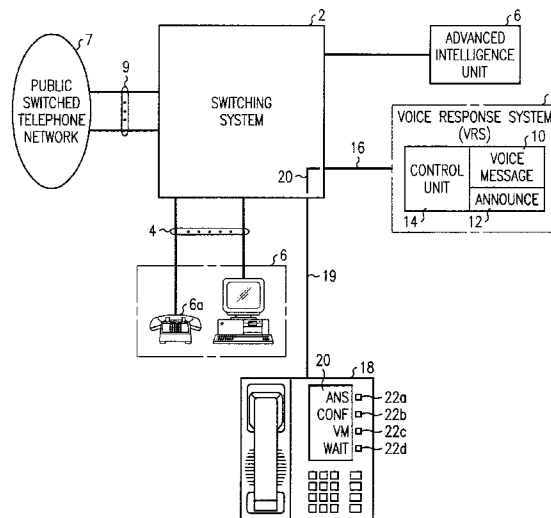 7
PUBLIC
SWITCHED
TELEPHONE
NETWORK
9
2
SWITCHING
SYSTEM
20
6
ADVANCED
INTELLIGENCE
UNIT
VOICE RESPONSE SYSTEM
(VRS)
10
CONTROL
UNIT
VOICE
MESSAGE
ANNOUNCE
14
12
16
4
6
6a
19
20
18
ANS
22a
CONF
22b
VM
22c
WAIT
22d